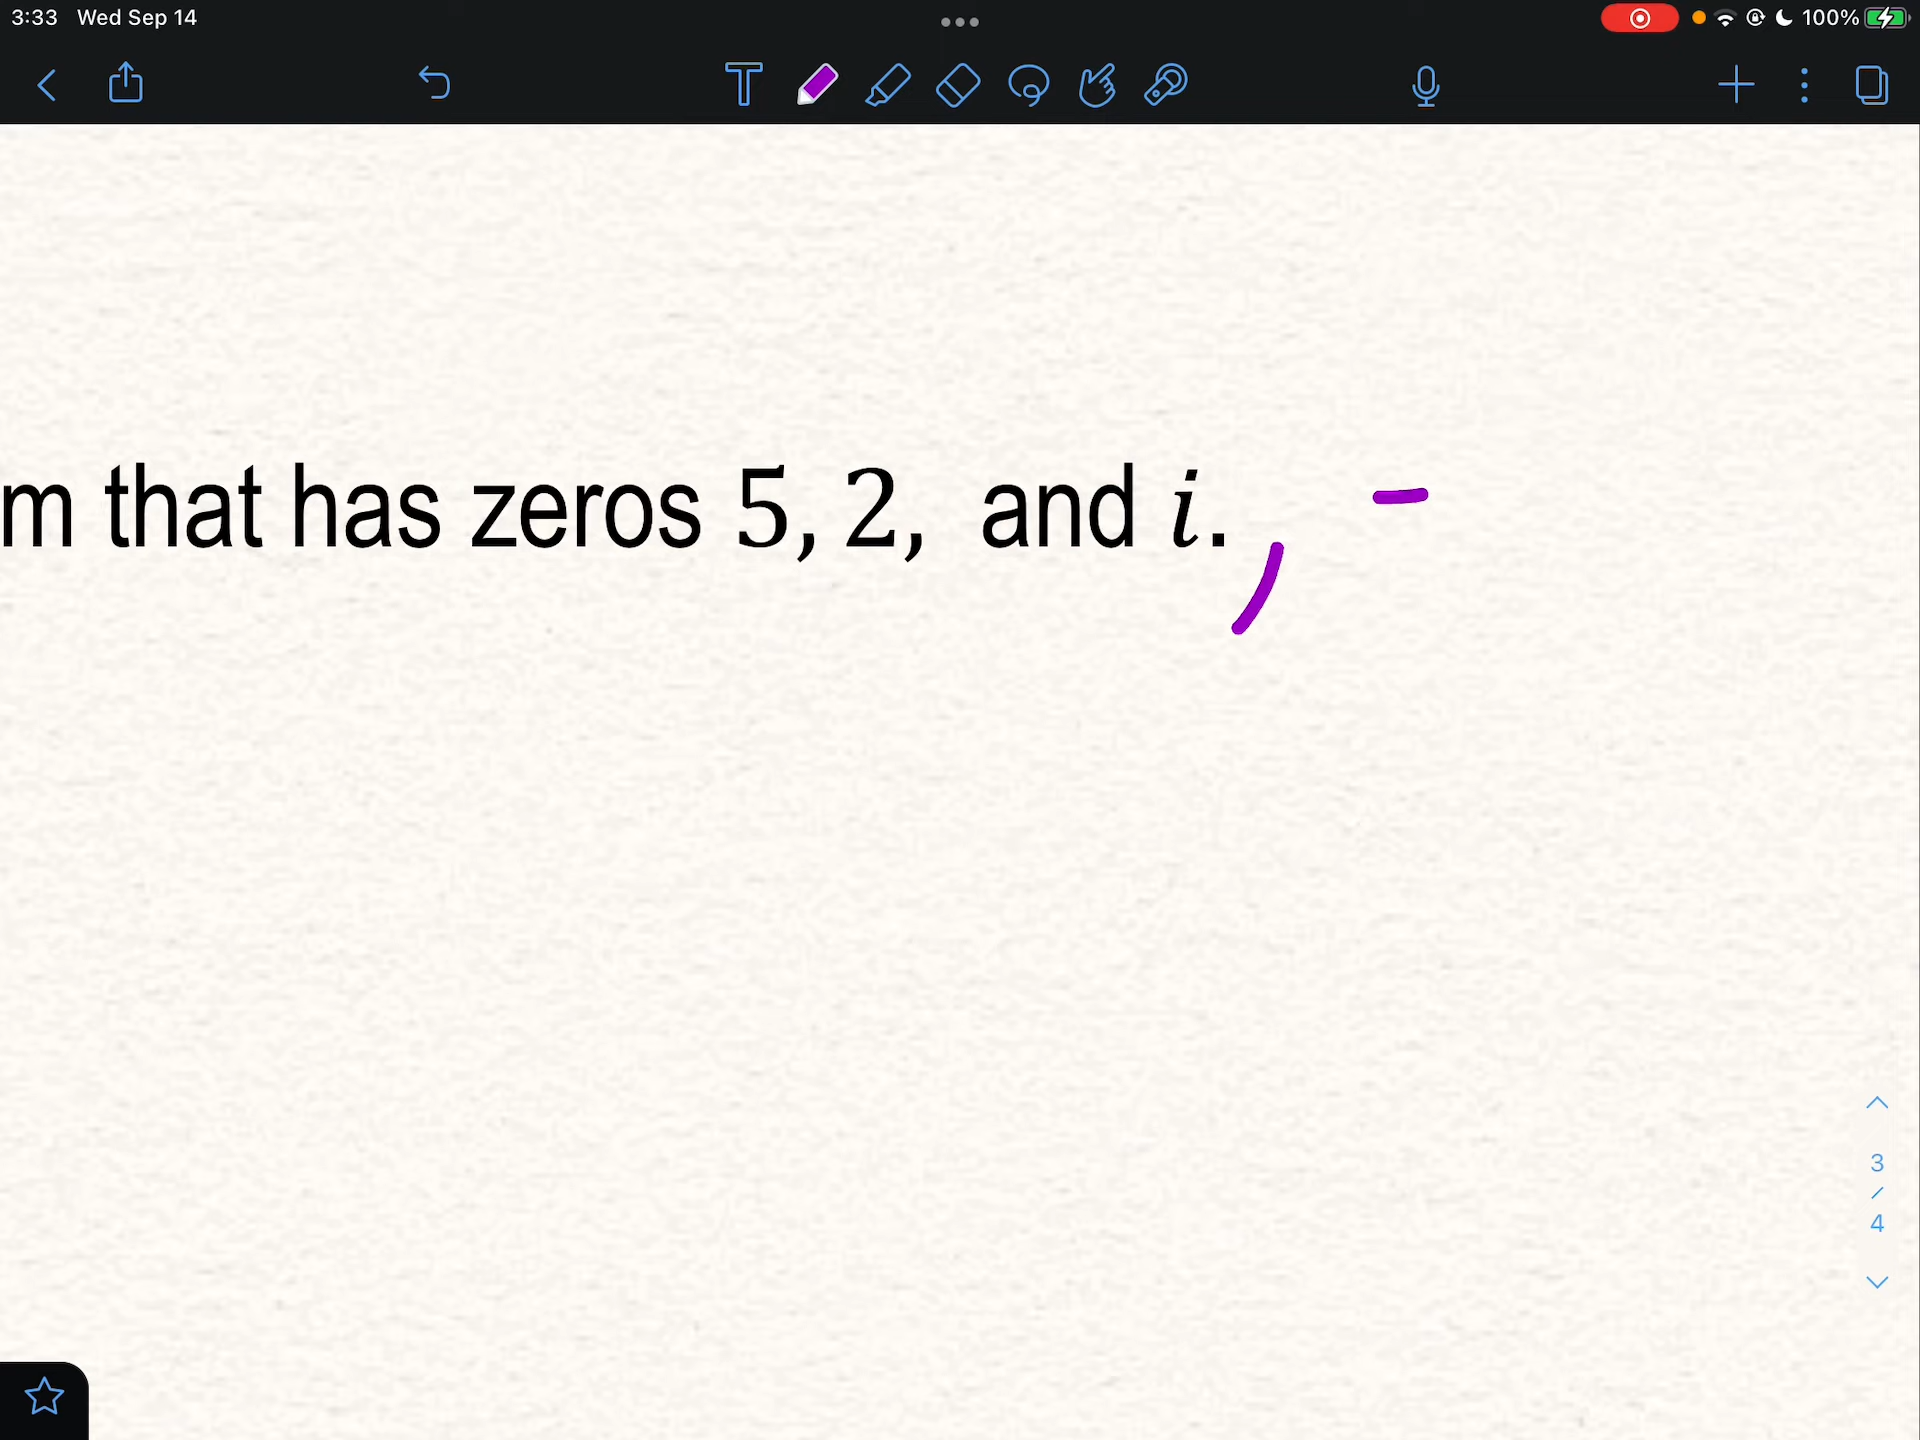 3:33 Wed Sep 14
100%
T
m that has zeros 5, 2, and i. , -
3
/
4